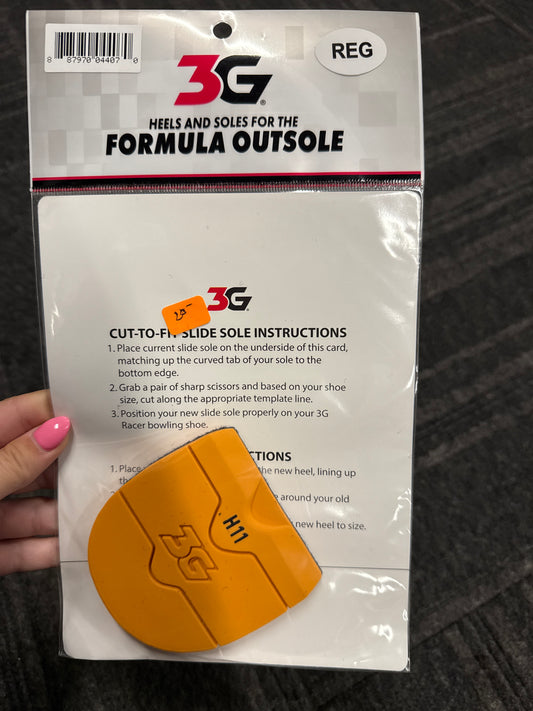 8 87970 04407 0
3G
REG
HEELS AND SOLES FOR THE
FORMULA OUTSOLE
3G
CUT-TO-FIT SLIDE SOLE INSTRUCTIONS
1. Place current slide sole on the underside of this card,
matching up the curved tab of your sole to the
bottom edge.
2. Grab a pair of sharp scissors and based on your shoe
size, cut along the appropriate template line.
3. Position your new slide sole properly on your 3G
Racer bowling shoe.
CTIONS
1. Place the new heel, lining up
around your old
new heel to size.
H11
3G